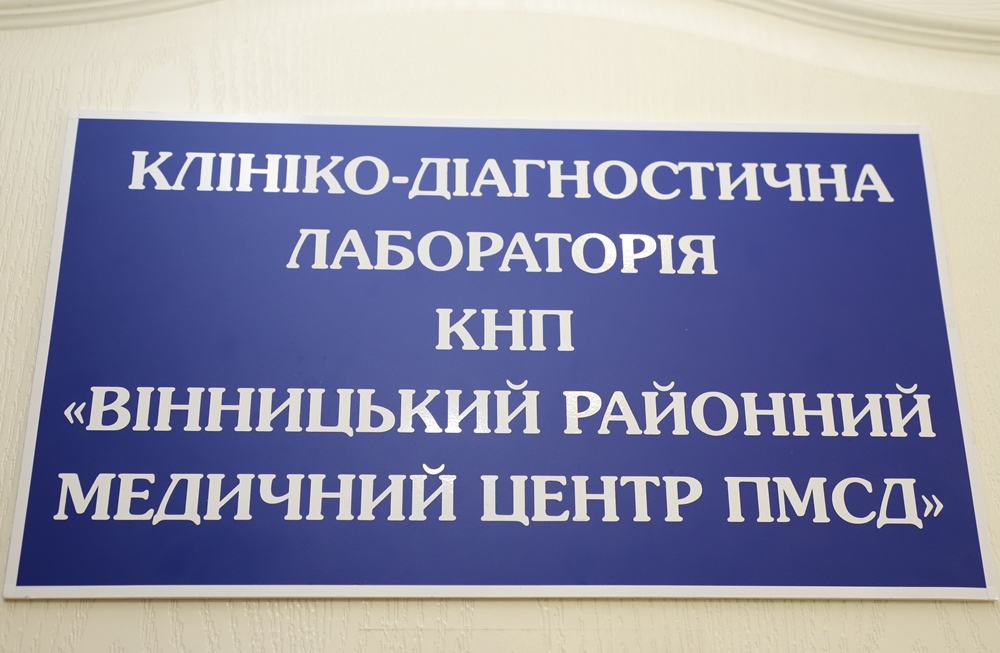 КЛІНІКО-ДІАГНОСТИЧНА
ЛАБОРАТОРІЯ
КНП
«ВІННИЦЬКИЙ РАЙОННИЙ
МЕДИЧНИЙ ЦЕНТР ПМСД»